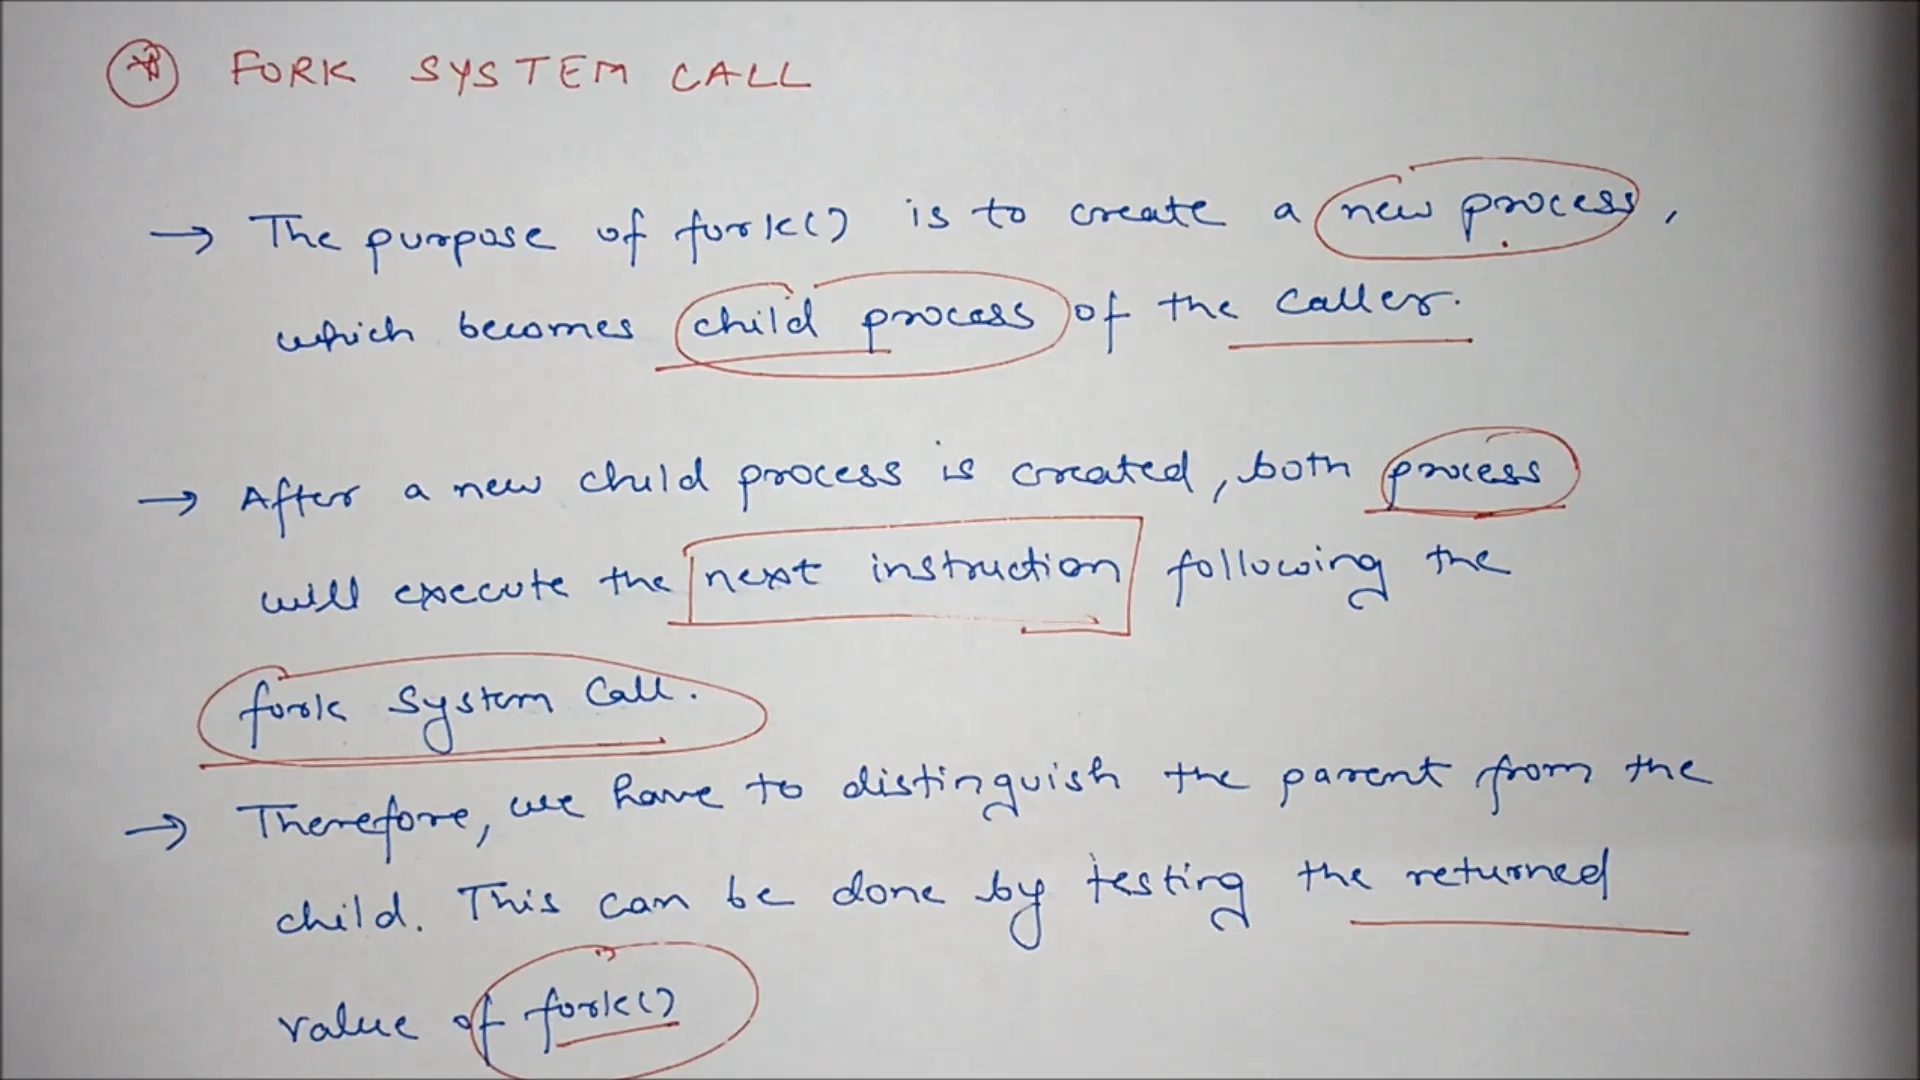 FORK SYSTEM CALL
→ The purpose of fork() is to create a new process,
which becomes child process of the caller.
→ After a new child process is created, both process
will execute the next instruction following the
fork system call.
→ Therefore, we have to distinguish the parent from the
child. This can be done by testing the returned
value of fork()